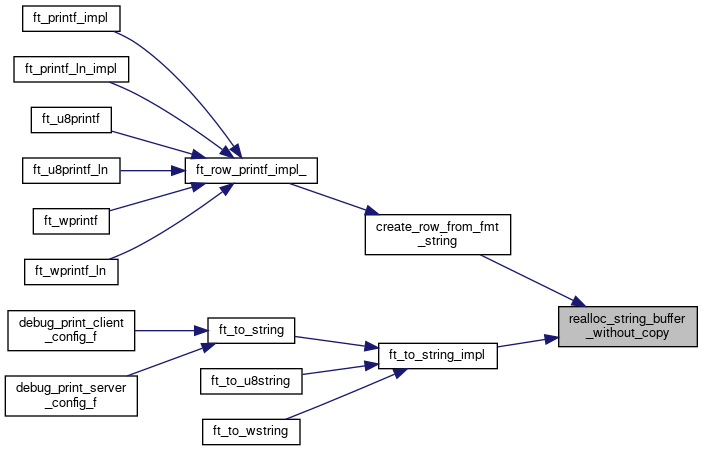 ft_printf_impl
ft_printf_ln_impl
ft_u8printf
ft_u8printf_ln
ft_wprintf
ft_wprintf_ln
ft_row_printf_impl_
create_row_from_fmt
_string
realloc_string_buffer
_without_copy
debug_print_client
_config_f
debug_print_server
_config_f
ft_to_string
ft_to_u8string
ft_to_wstring
ft_to_string_impl